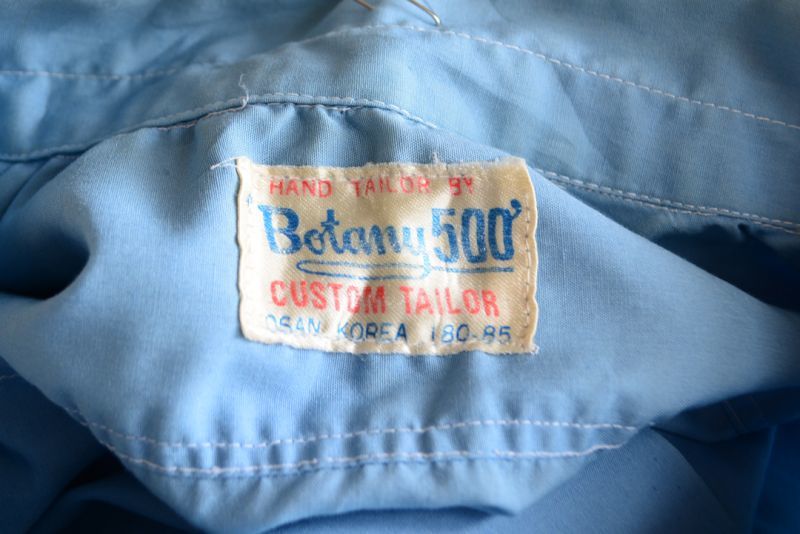 HAND TAILOR BY
Botany 500'
CUSTOM TAILOR
OSAN KOREA 180-85